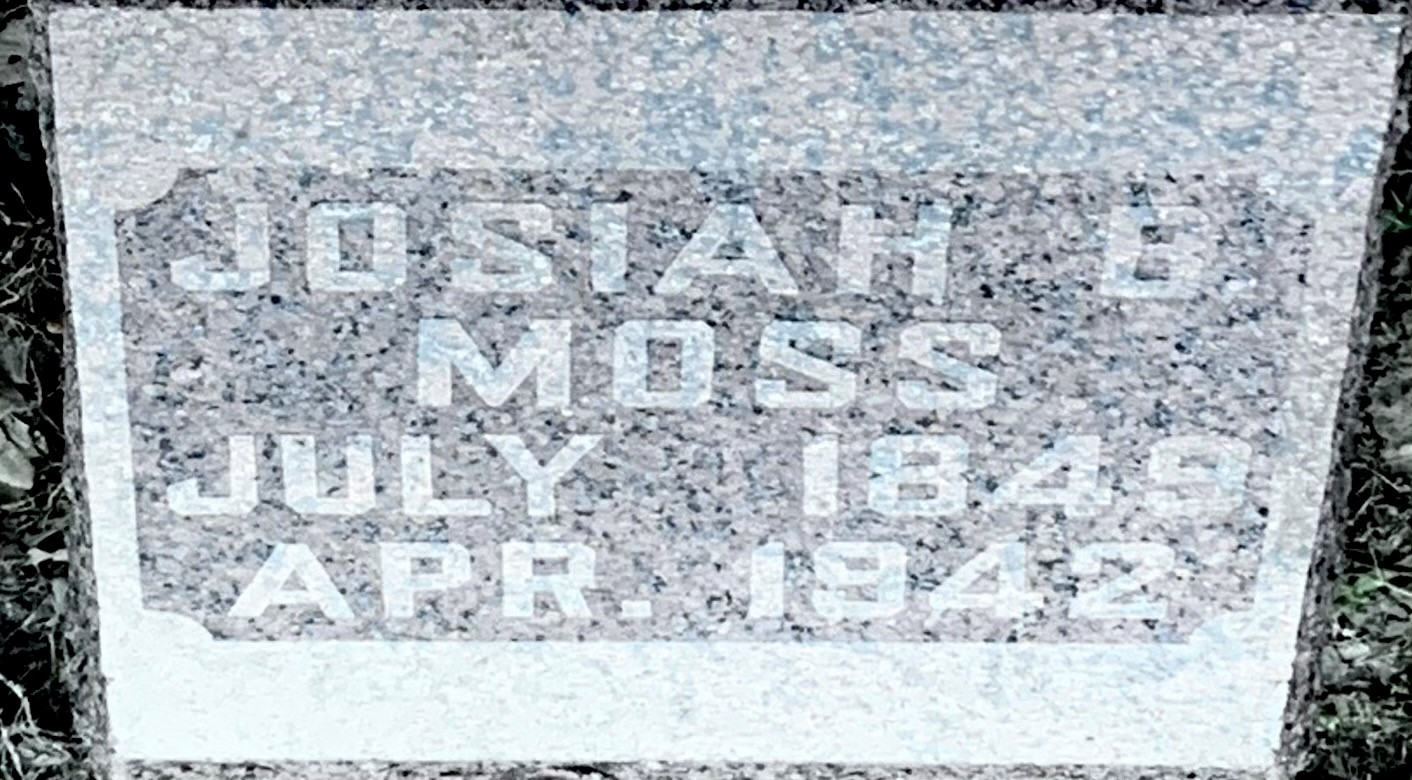 JOSIAH B.
MOSS
JULY 1849
APR. 1942